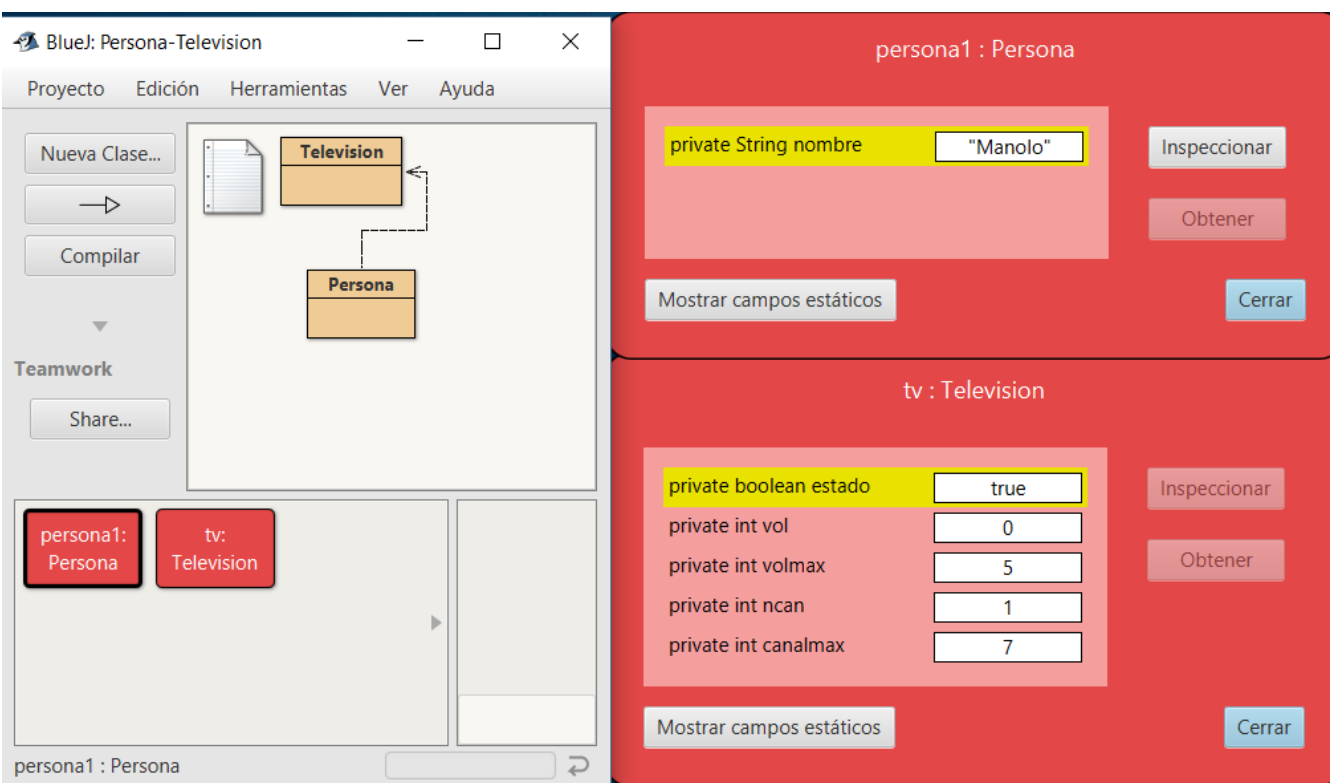 BlueJ: Persona-Television
Proyecto Edición Herramientas Ver Ayuda
Nueva Clase...
Compilar
Teamwork
Share...
Television
Persona
persona1:
Persona
tv:
Television
persona1 : Persona
persona1 : Persona
private String nombre "Manolo"
Inspeccionar
Obtener
Mostrar campos estáticos
Cerrar
tv : Television
private boolean estado true
private int vol 0
private int volmax 5
private int ncan 1
private int canalmax 7
Inspeccionar
Obtener
Mostrar campos estáticos
Cerrar